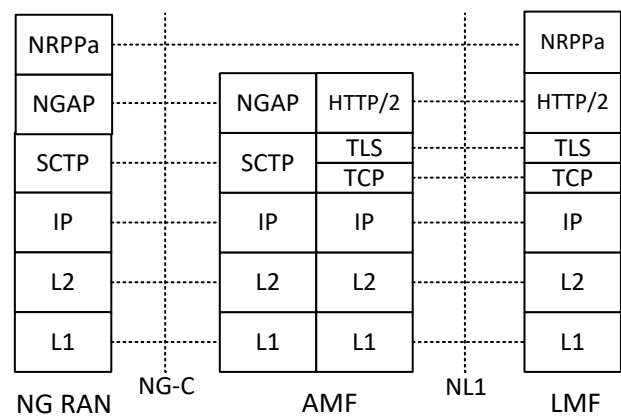 NRPPa NRPPa
NGAP NGAP HTTP/2 HTTP/2
SCTP SCTP TLS TLS
TCP TCP
IP IP IP IP
L2 L2 L2 L2
L1 L1 L1 L1
NG-C NL1
NG RAN AMF LMF